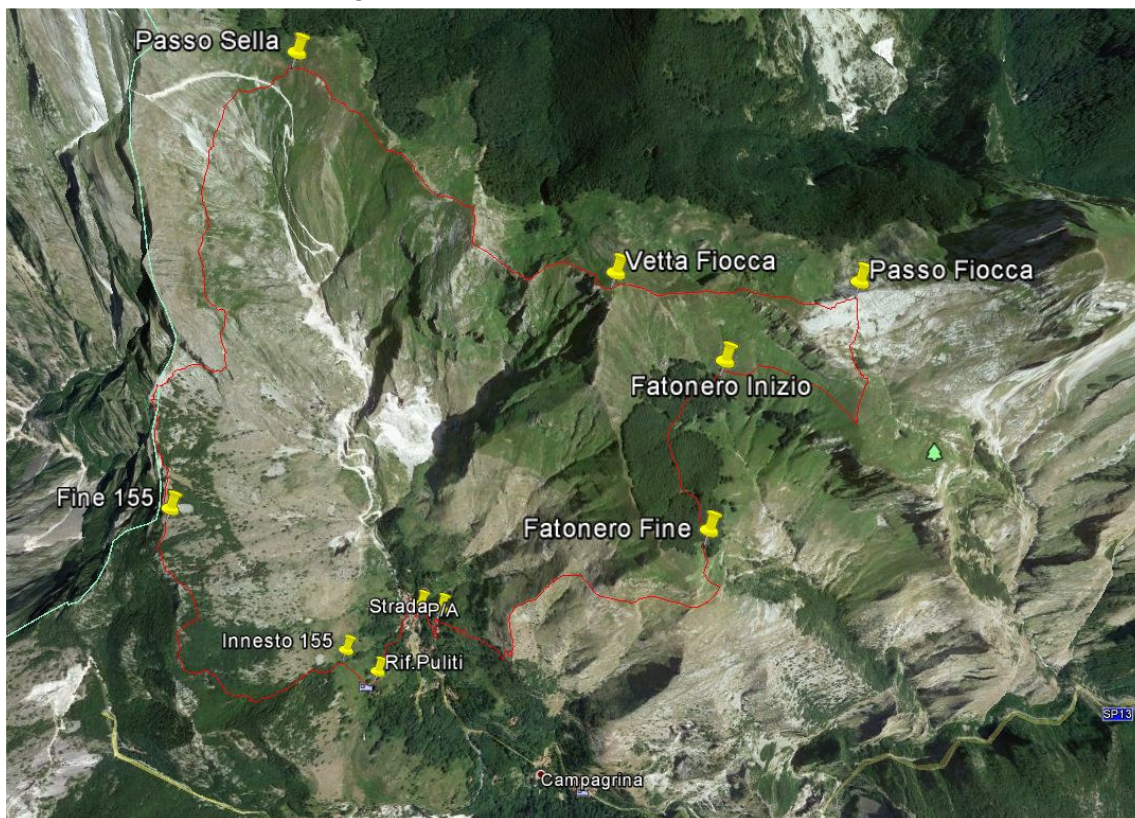 Passo Sella
Vetta Fiocca
Passo Fiocca
Fatonero Inizio
Fine 155
Fatonero Fine
Strada
P/A
Innesto 155
Rif.Puliti
SP13
Campagrina